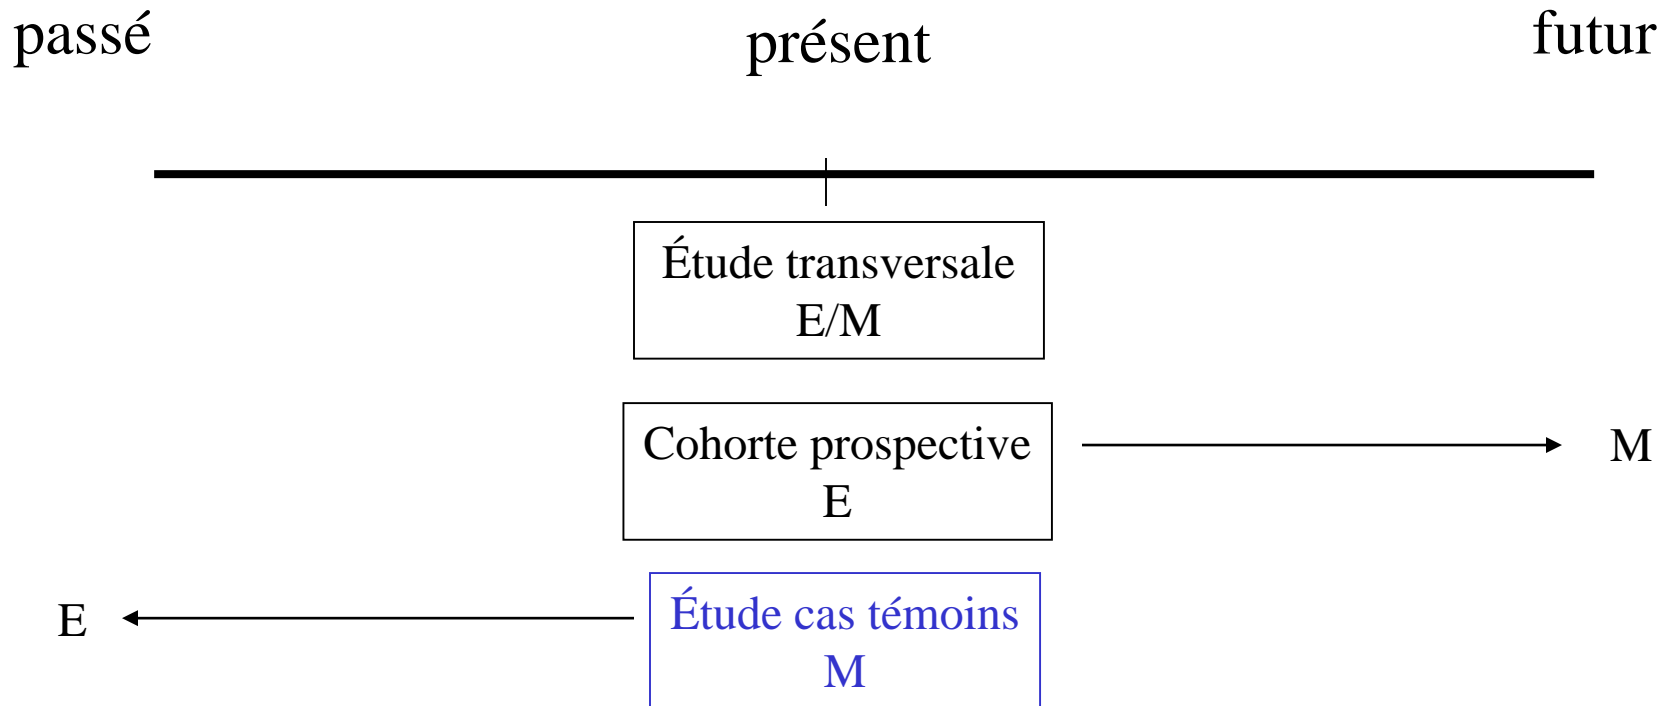 passé
présent
futur
Étude transversale
E/M
Cohorte prospective
E
M
Étude cas témoins
M
E